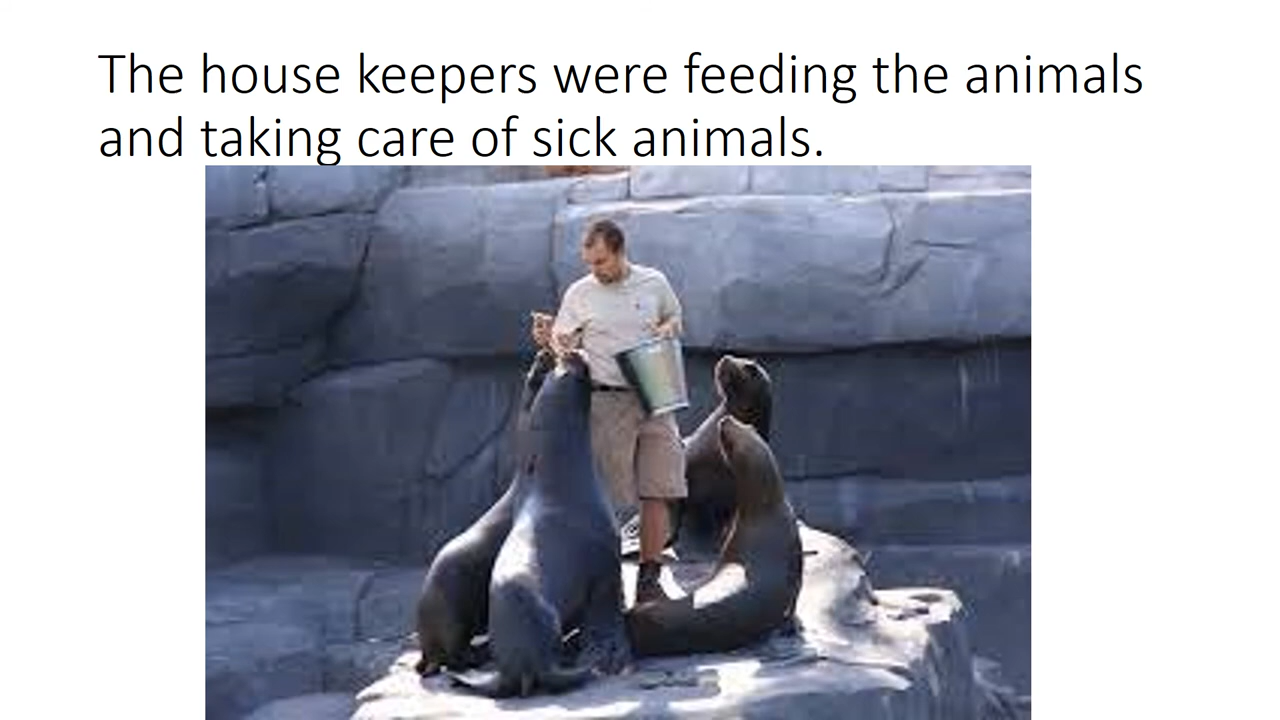 The house keepers were feeding the animals
and taking care of sick animals.